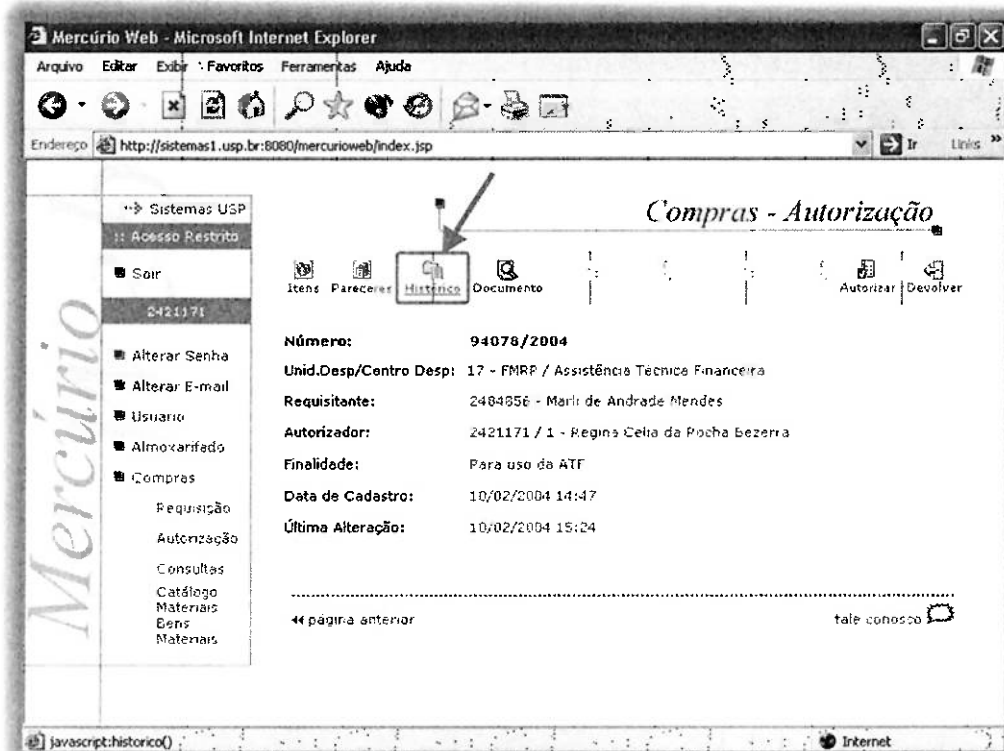 Mercúrio Web - Microsoft Internet Explorer
Arquivo Editar Exibir Favoritos Ferramentas Ajuda
Endereço http://sistemas1.usp.br:8080/mercurioweb/index.jsp Ir Links »
Mercúrio
Sistemas USP
:: Acesso Restrito
Sair
2421171
Alterar Senha
Alterar E-mail
Usuario
Almoxarifado
Compras
Requisição
Autorização
Consultas
Catálogo
Materiais
Bens
Materiais
Compras - Autorização
Itens Pareceres Histórico Documento Autorizar Devolver
Número: 94078/2004
Unid.Desp/Centro Desp: 17 - FMRP / Assistência Técnica Financeira
Requisitante: 2484856 - Marli de Andrade Mendes
Autorizador: 2421171 / 1 - Regina Celia da Rocha Bezerra
Finalidade: Para uso da ATF
Data de Cadastro: 10/02/2004 14:47
Última Alteração: 10/02/2004 15:24
página anterior fale conosco
javascript:historico() Internet